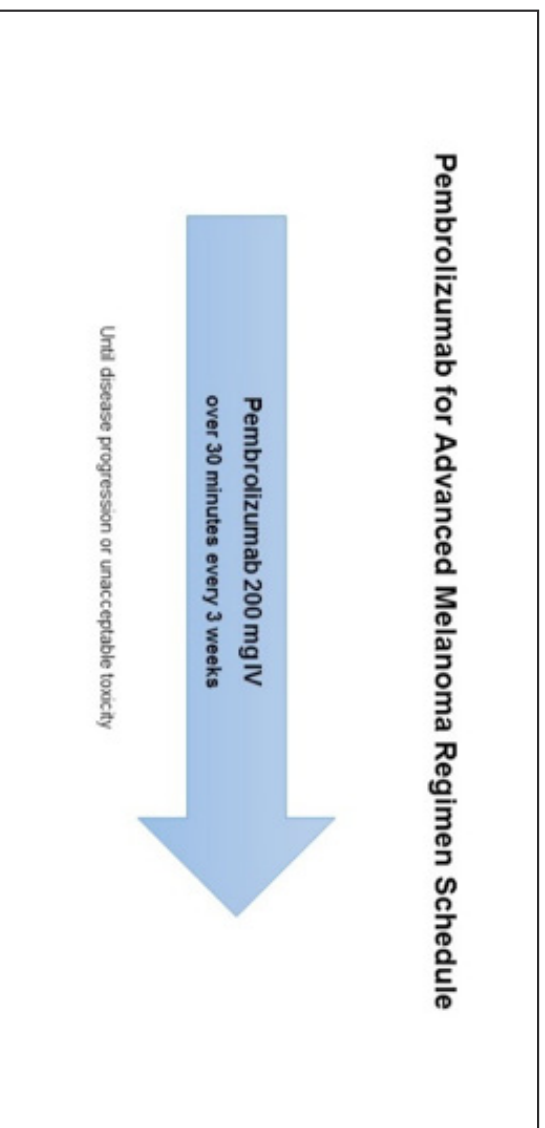 Pembrolizumab for Advanced Melanoma Regimen Schedule
Pembrolizumab 200 mg IV
over 30 minutes every 3 weeks
Until disease progression or unacceptable toxicity